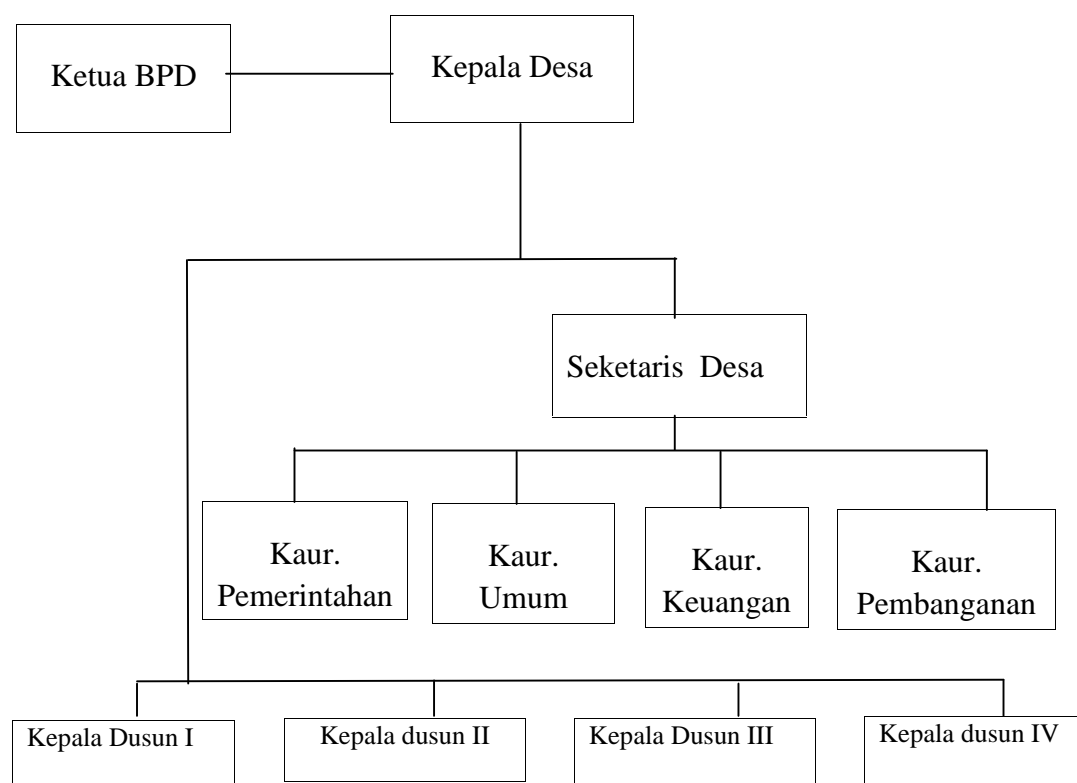 Ketua BPD
Kepala Desa
Seketaris Desa
Kaur.
Pemerintahan
Kaur.
Umum
Kaur.
Keuangan
Kaur.
Pembanganan
Kepala Dusun I
Kepala dusun II
Kepala Dusun III
Kepala dusun IV